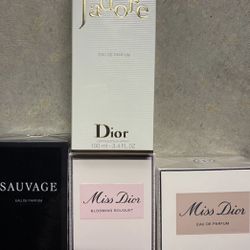 J'adore
EAU DE PARFUM
Dior
100 ml - 3.4 FL.OZ
SAUVAGE
EAU DE PARFUM
Miss Dior
BLOOMING BOUQUET
Miss Dior
EAU DE PARFUM